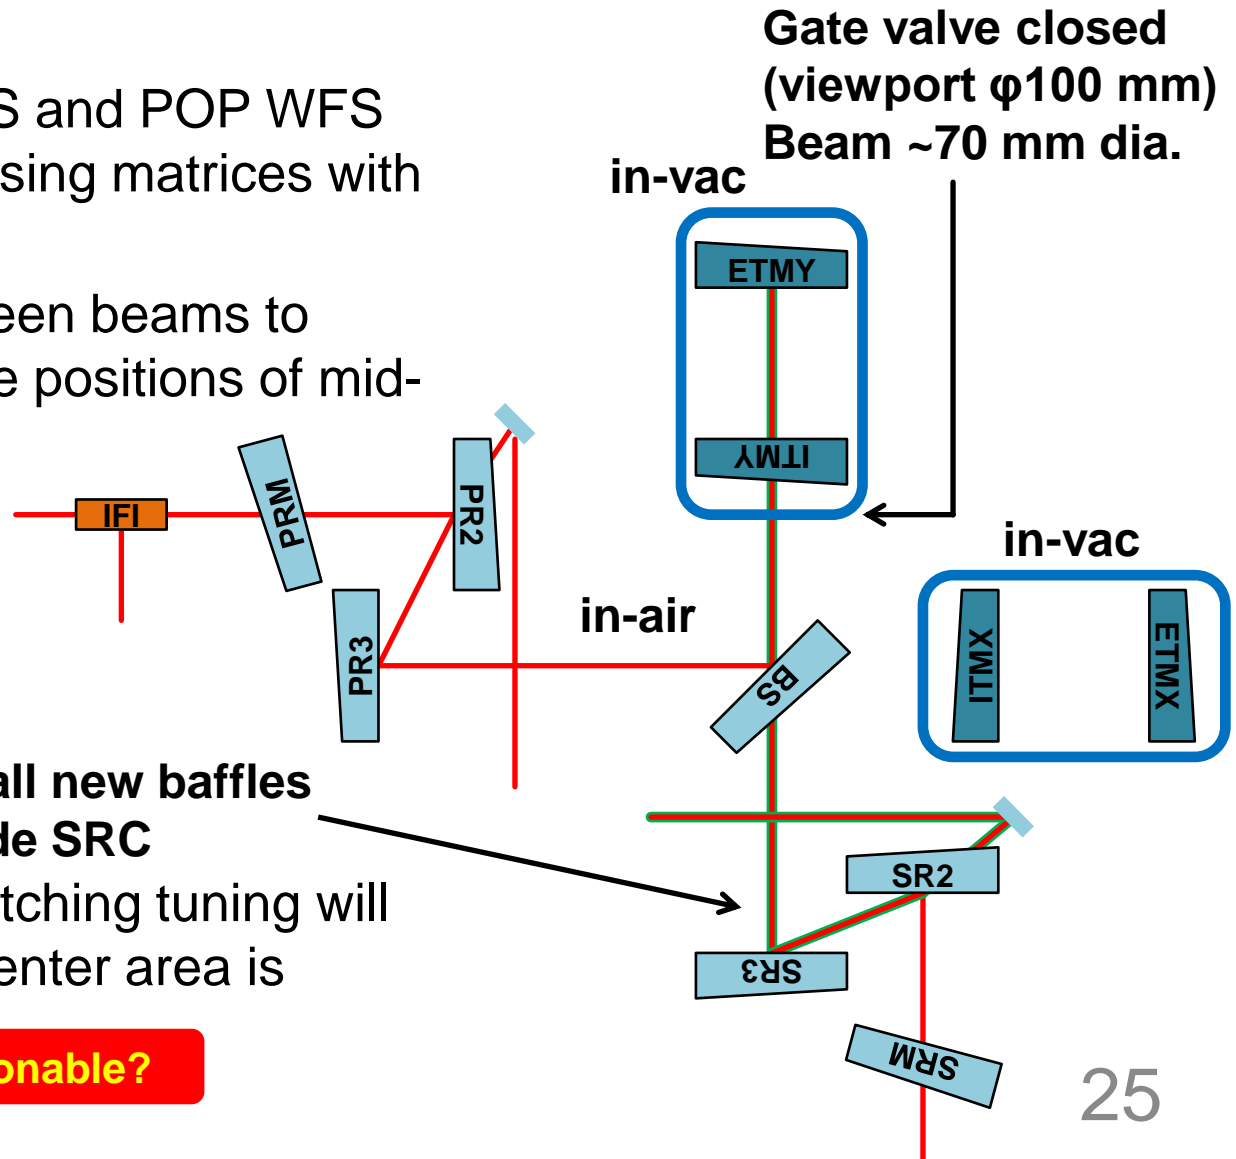 Gate valve closed
(viewport φ100 mm)
Beam ~70 mm dia.
S and POP WFS
sing matrices with
in-vac
ETMY
een beams to
e positions of mid-
ITMY
IFI
PRM
PR2
in-vac
in-air
PR3
BS
ITMX
ETMX
all new baffles
de SRC
tching tuning will
enter area is
SR2
SR3
onable?
SRM
25